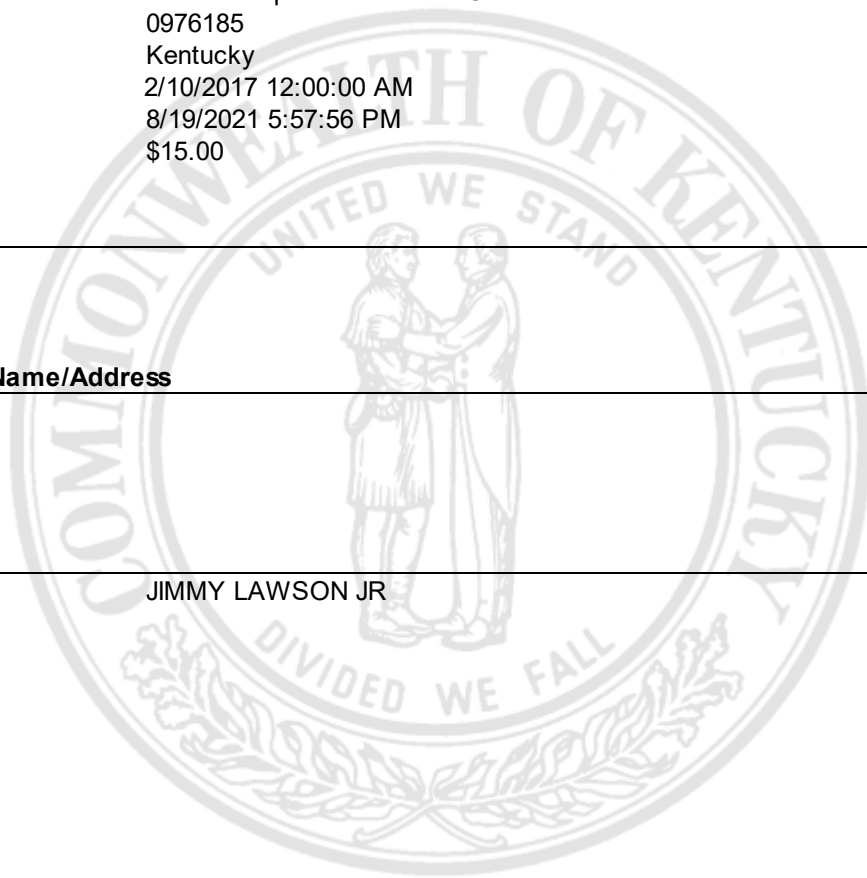 0976185
Kentucky
2/10/2017 12:00:00 AM
8/19/2021 5:57:56 PM
$15.00
COMMONWEALTH OF KENTUCKY
UNITED WE STAND
Name/Address
JIMMY LAWSON JR
DIVIDED WE FALL